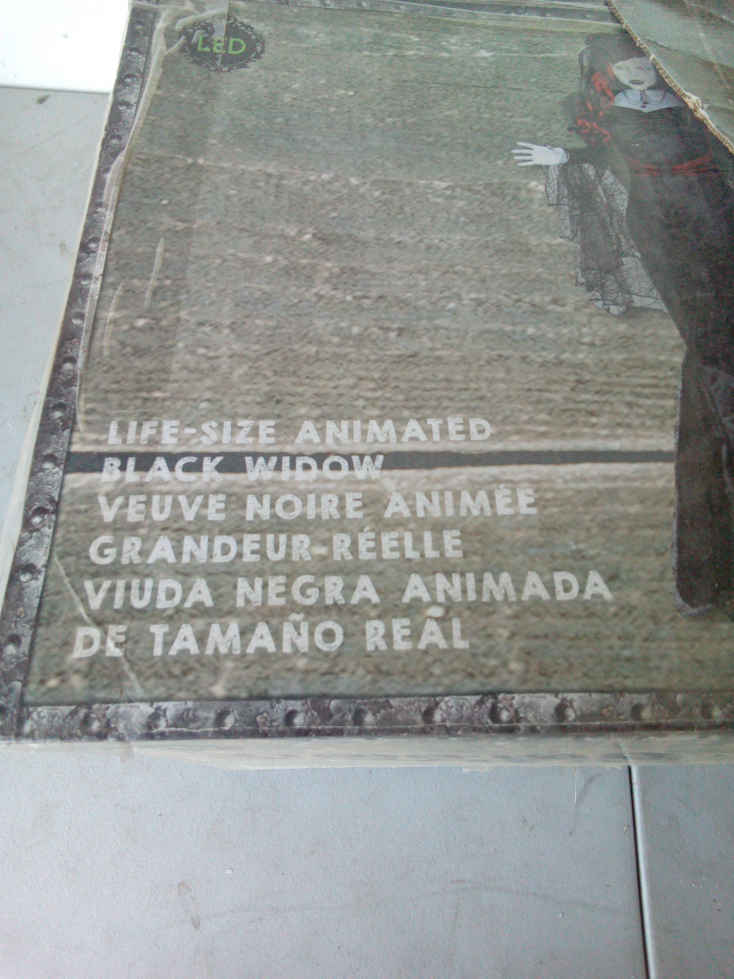 LED
LIFE-SIZE ANIMATED
BLACK WIDOW
VEUVE NOIRE ANIMÉE
GRANDEUR-RÉELLE
VIUDA NEGRA ANIMADA
DE TAMAÑO REAL